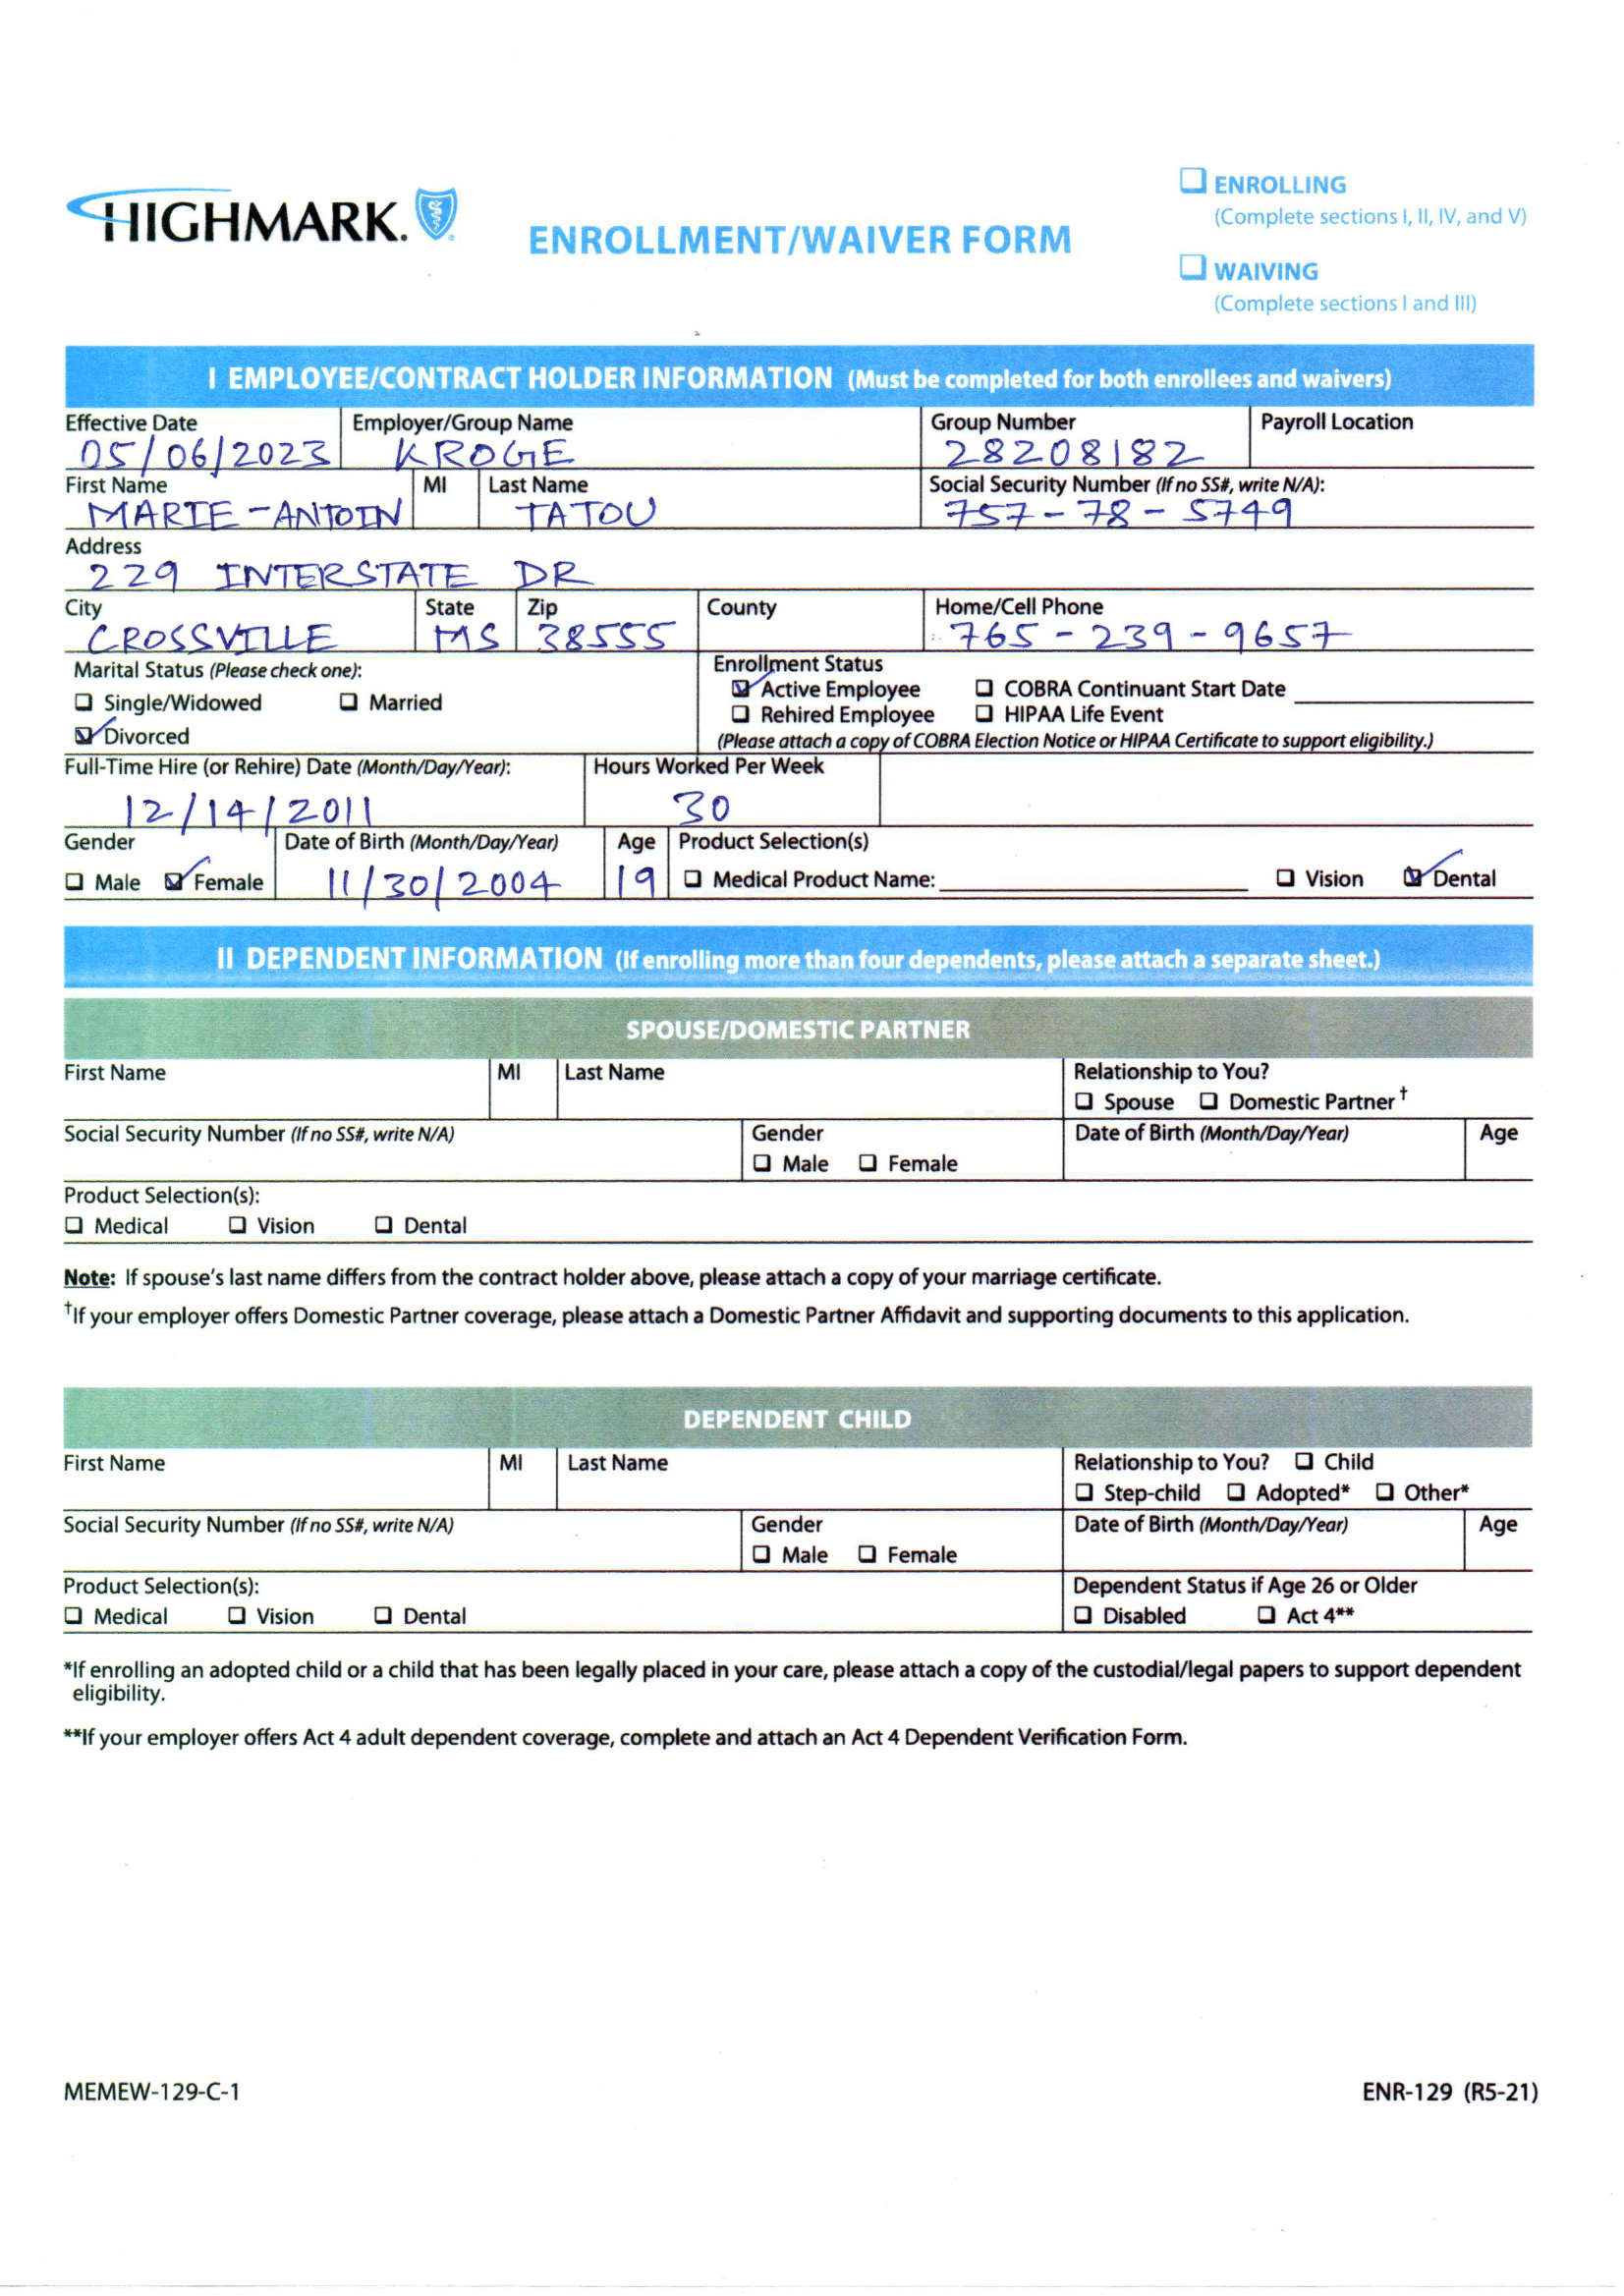 HIGHMARK.
ENROLLMENT/WAIVER FORM
☐ ENROLLING
(Complete sections I, II, IV, and V)
☐ WAIVING
(Complete sections I and III)
I EMPLOYEE/CONTRACT HOLDER INFORMATION (Must be completed for both enrollees and waivers)
Effective Date Employer/Group Name Group Number Payroll Location
05/06/2023 KROGE 28208182
First Name MI Last Name Social Security Number (If no SS#, write N/A):
MARIE-ANTOIN TATOU 757-78-5749
Address
229 INTERSTATE DR
City State Zip County Home/Cell Phone
CROSSVILLE MS 38555 765-239-9657
Marital Status (Please check one): Enrollment Status
☐ Single/Widowed ☐ Married ☑ Active Employee ☐ COBRA Continuant Start Date
☑ Divorced ☐ Rehired Employee ☐ HIPAA Life Event
(Please attach a copy of COBRA Election Notice or HIPAA Certificate to support eligibility.)
Full-Time Hire (or Rehire) Date (Month/Day/Year): Hours Worked Per Week
12/14/2011 30
Gender Date of Birth (Month/Day/Year) Age Product Selection(s)
☐ Male ☑ Female 11/30/2004 19 ☐ Medical Product Name: ☐ Vision ☑ Dental
II DEPENDENT INFORMATION (If enrolling more than four dependents, please attach a separate sheet.)
SPOUSE/DOMESTIC PARTNER
First Name MI Last Name Relationship to You?
☐ Spouse ☐ Domestic Partner†
Social Security Number (If no SS#, write N/A) Gender Date of Birth (Month/Day/Year) Age
☐ Male ☐ Female
Product Selection(s):
☐ Medical ☐ Vision ☐ Dental
Note: If spouse's last name differs from the contract holder above, please attach a copy of your marriage certificate.
†If your employer offers Domestic Partner coverage, please attach a Domestic Partner Affidavit and supporting documents to this application.
DEPENDENT CHILD
First Name MI Last Name Relationship to You? ☐ Child
☐ Step-child ☐ Adopted* ☐ Other*
Social Security Number (If no SS#, write N/A) Gender Date of Birth (Month/Day/Year) Age
☐ Male ☐ Female
Product Selection(s): Dependent Status if Age 26 or Older
☐ Medical ☐ Vision ☐ Dental ☐ Disabled ☐ Act 4**
*If enrolling an adopted child or a child that has been legally placed in your care, please attach a copy of the custodial/legal papers to support dependent
eligibility.
**If your employer offers Act 4 adult dependent coverage, complete and attach an Act 4 Dependent Verification Form.
MEMEW-129-C-1 ENR-129 (R5-21)